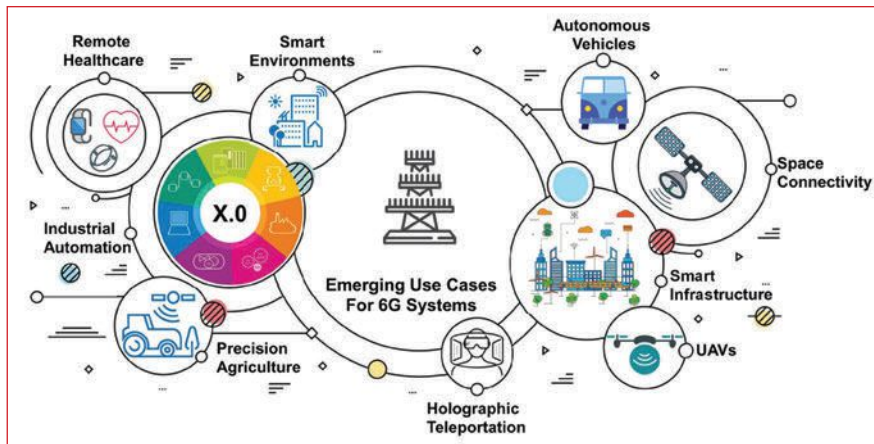 Remote
Healthcare
Smart
Environments
Autonomous
Vehicles
Space
Connectivity
X.0
Industrial
Automation
Emerging Use Cases
For 6G Systems
Smart
Infrastructure
Precision
Agriculture
UAVs
Holographic
Teleportation